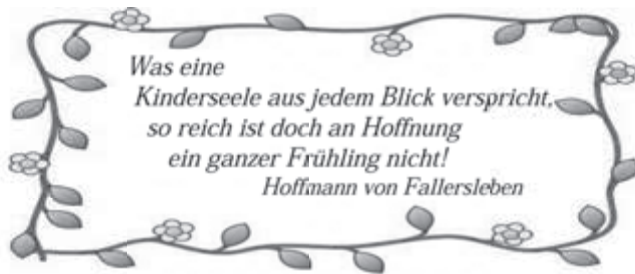 Was eine
Kinderseele aus jedem Blick verspricht,
so reich ist doch an Hoffnung
ein ganzer Frühling nicht!
Hoffmann von Fallersleben